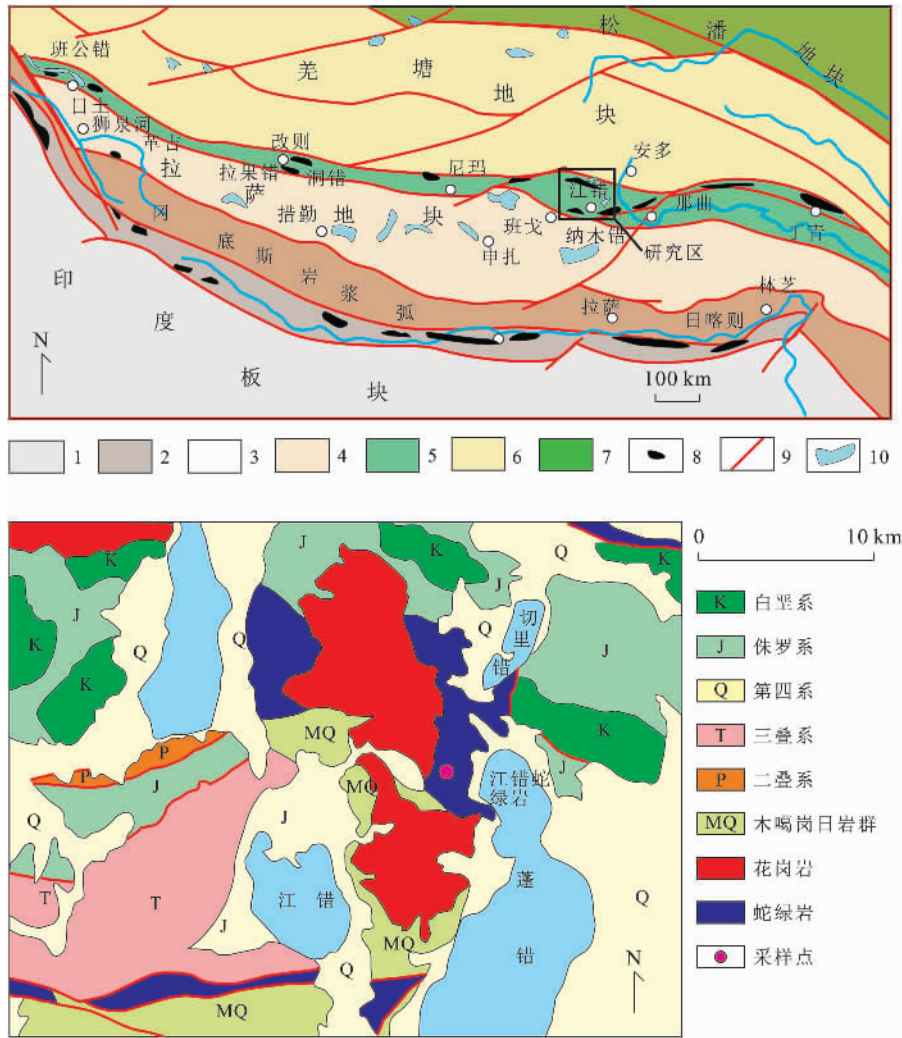 松潘地块
班公错
羌塘地块
日土
狮泉河
革吉
改则
安多
拉果错
洞错
尼玛
江错
拉萨地块
措勤
班戈
那曲
丁青
申扎
纳木错
研究区
冈底斯岩浆弧
林芝
拉萨
日喀则
印度板块
N
100 km
1
2
3
4
5
6
7
8
9
10
0 10 km
K
J
K
Q
K
J
K
J
Q
Q
切里错
J
K
K
MQ
P
P
J
MQ
江错蛇绿岩
J
Q
J
T
T
J
江错
蓬错
Q
MQ
Q
MQ
N
K 白垩系
J 侏罗系
Q 第四系
T 三叠系
P 二叠系
MQ 木噶岗日岩群
花岗岩
蛇绿岩
采样点